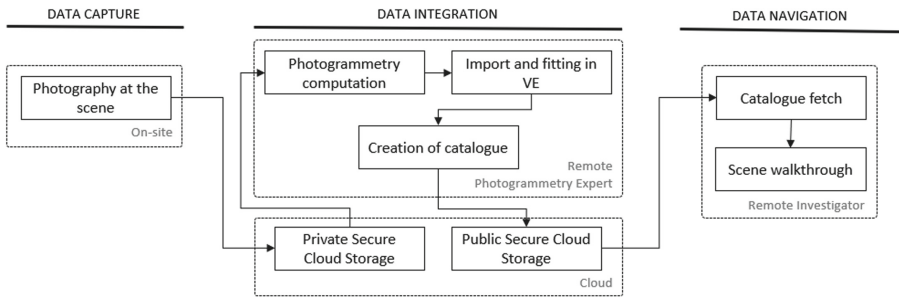 DATA CAPTURE
DATA INTEGRATION
DATA NAVIGATION
Photography at the
scene
On-site
Photogrammetry
computation
Import and fitting in
VE
Creation of catalogue
Remote
Photogrammetry Expert
Private Secure
Cloud Storage
Public Secure Cloud
Storage
Cloud
Catalogue fetch
Scene walkthrough
Remote Investigator